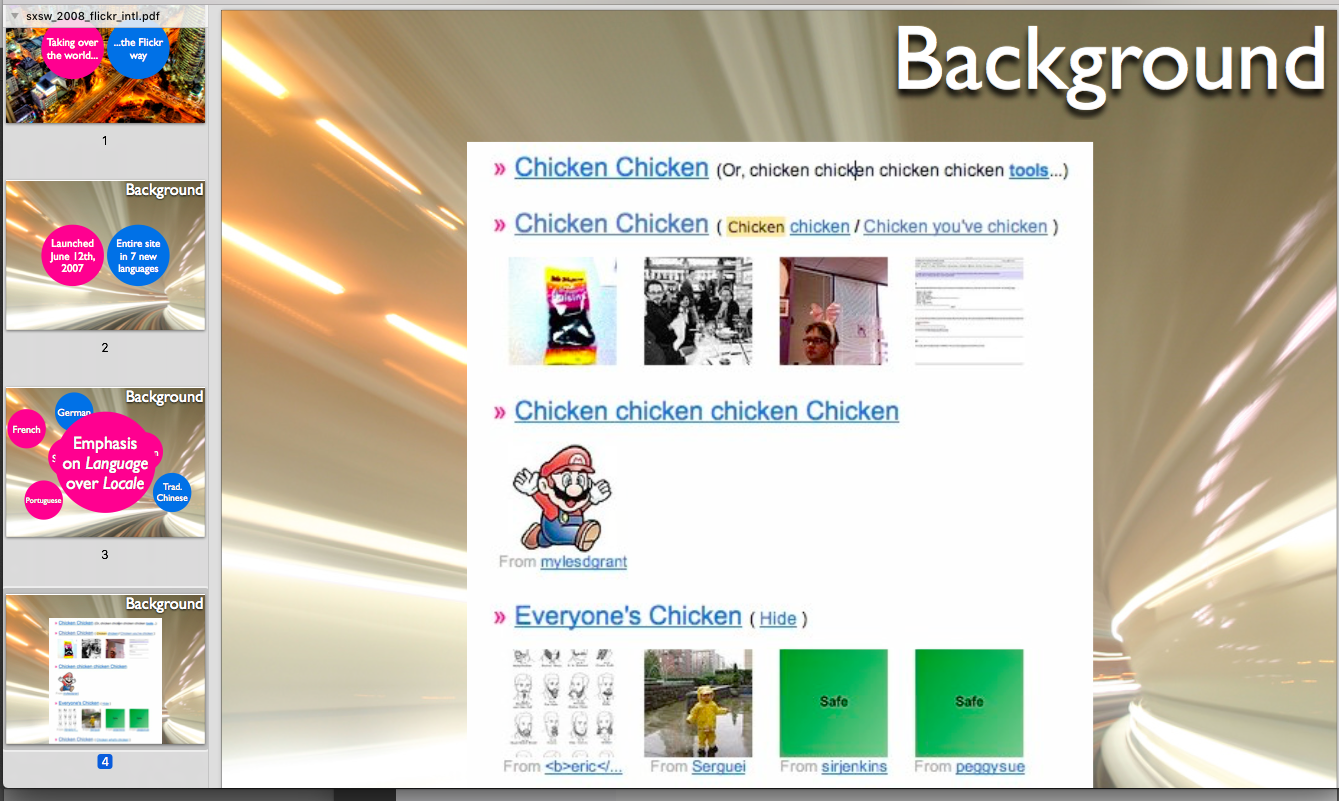 sxsw_2008_flickr_intl.pdf
Taking over
the world...
...the Flickr
way
1
Background
Launched
June 12th,
2007
Entire site
in 7 new
languages
2
Background
German
French
Emphasis
on Language
over Locale
Portuguese
Trad.
Chinese
3
Background
4
Background
» Chicken Chicken (Or, chicken chicken chicken chicken tools...)
» Chicken Chicken ( Chicken chicken / Chicken you've chicken )
» Chicken chicken chicken Chicken
From mylesdgrant
» Everyone's Chicken ( Hide )
Safe
Safe
From <b>eric</...
From Serguei
From sirjenkins
From peggysue